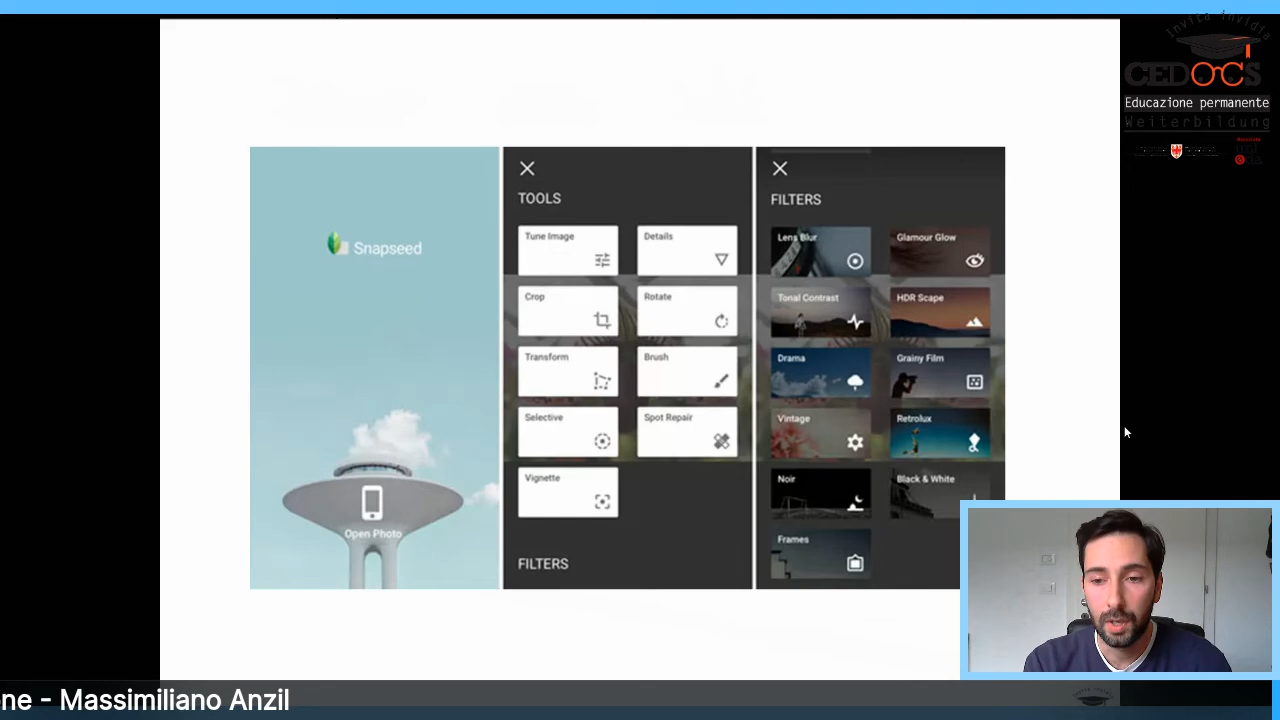 Invita invidia
CEDOCS
Educazione permanente
Weiterbildung
Snapseed
Open Photo
TOOLS
Tune Image
Details
Crop
Rotate
Transform
Brush
Selective
Spot Repair
Vignette
FILTERS
FILTERS
Lens Blur
Glamour Glow
Tonal Contrast
HDR Scape
Drama
Grainy Film
Vintage
Retrolux
Noir
Black & White
Frames
ne - Massimiliano Anzil